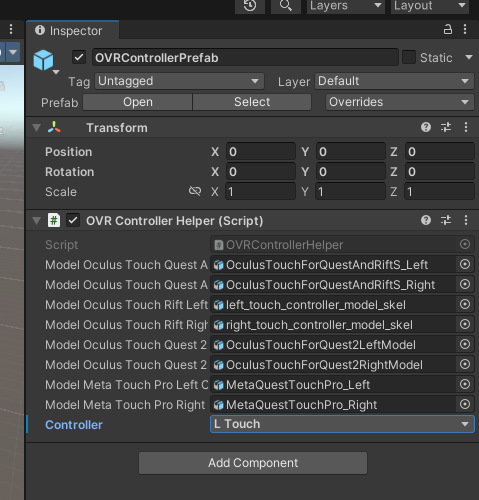 Layers Layout
Inspector
OVRControllerPrefab Static
Tag Untagged Layer Default
Prefab Open Select Overrides
Transform
Position X 0 Y 0 Z 0
Rotation X 0 Y 0 Z 0
Scale X 1 Y 1 Z 1
# OVR Controller Helper (Script)
Script # OVRControllerHelper
Model Oculus Touch Quest A OculusTouchForQuestAndRiftS_Left
Model Oculus Touch Quest A OculusTouchForQuestAndRiftS_Right
Model Oculus Touch Rift Left left_touch_controller_model_skel
Model Oculus Touch Rift Righ right_touch_controller_model_skel
Model Oculus Touch Quest 2 OculusTouchForQuest2LeftModel
Model Oculus Touch Quest 2 OculusTouchForQuest2RightModel
Model Meta Touch Pro Left C MetaQuestTouchPro_Left
Model Meta Touch Pro Right MetaQuestTouchPro_Right
Controller L Touch
Add Component